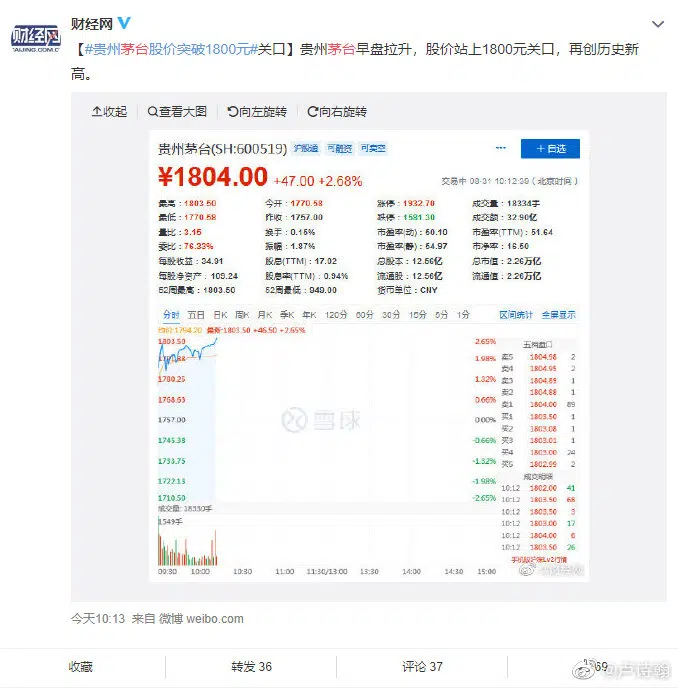 财经网
财经网
【#贵州茅台股价突破1800元#关口】贵州茅台早盘拉升，股价站上1800元关口，再创历史新
高。
收起 查看大图 向左旋转 向右旋转
贵州茅台(SH:600519) 沪股通 可融资 可卖空 ··· +自选
¥1804.00 +47.00 +2.68% 交易中 08-31 10:12:39 (北京时间)
最高：1803.50 今开：1770.58 涨停：1932.70 成交量：18334手
最低：1770.58 昨收：1757.00 跌停：1581.30 成交额：32.90亿
量比：3.15 换手：0.15% 市盈率(动)：50.10 市盈率(TTM)：51.64
委比：76.33% 振幅：1.87% 市盈率(静)：54.97 市净率：16.50
每股收益：34.91 股息(TTM)：17.02 总股本：12.56亿 总市值：2.26万亿
每股净资产：109.24 股息率(TTM)：0.94% 流通股：12.56亿 流通值：2.26万亿
52周最高：1803.50 52周最低：949.00 货币单位：CNY
分时 五日 日K 周K 月K 季K 年K 120分 60分 30分 15分 5分 1分 区间统计 全屏显示
均价:1794.20 最新:1803.50 +46.50 +2.65%
1803.50 2.65%
1.98%
1780.25 1.32%
1768.63 0.66%
1757.00 0.00%
1745.38 -0.66%
1733.75 -1.32%
1722.13 -1.98%
1710.50 -2.65%
雪球
五档盘口
卖5 1804.98 2
卖4 1804.95 2
卖3 1804.89 1
卖2 1804.88 1
卖1 1804.00 89
买1 1803.50 1
买2 1803.08 1
买3 1803.01 1
买4 1803.00 24
买5 1802.99 2
成交明细
10:12 1802.00 41
10:12 1803.50 68
10:12 1803.50 3
10:12 1803.00 17
10:12 1804.00 6
10:12 1803.50 26
手机版沪深Lv2行情
成交量：18330手
1549手
09:30 10:00 10:30 11:00 11:30/13:00 13:30 14:00 14:30 15:00
今天10:13 来自 微博 weibo.com
收藏 转发 36 评论 37 69